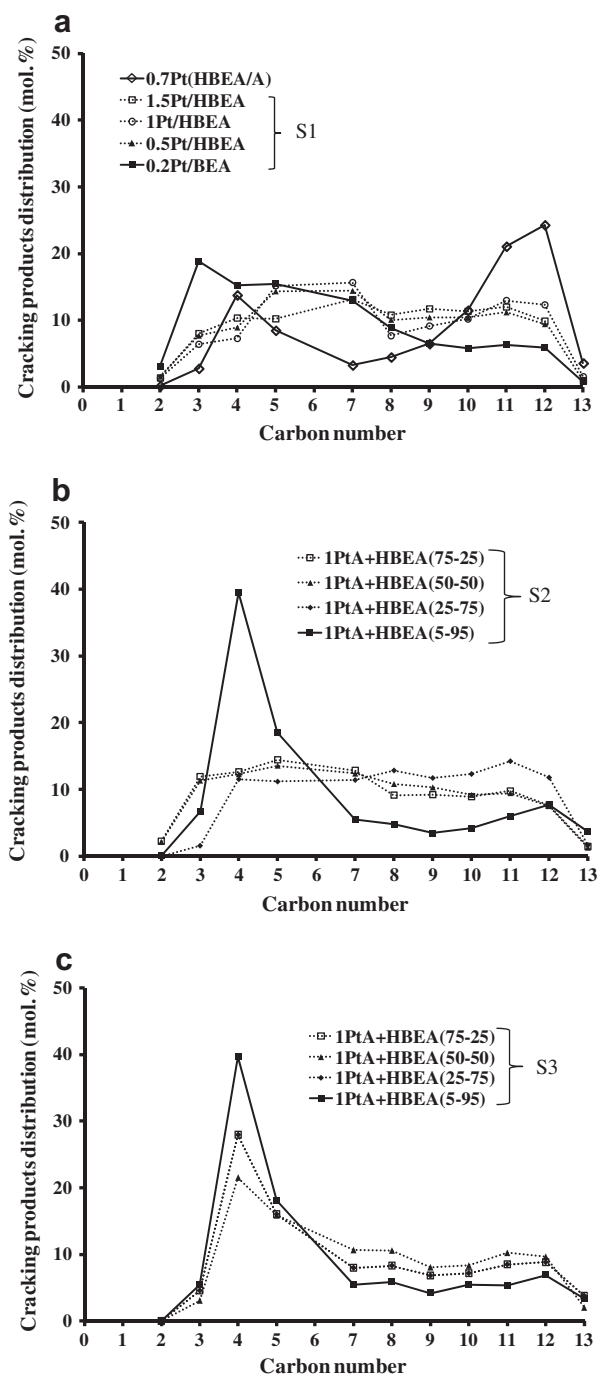 a
Cracking products distribution (mol. %)
50
40
30
20
10
0
0.7Pt(HBEA/A)
1.5Pt/HBEA
1Pt/HBEA
0.5Pt/HBEA
0.2Pt/BEA
S1
0 1 2 3 4 5 6 7 8 9 10 11 12 13
Carbon number
b
Cracking products distribution (mol. %)
50
40
30
20
10
0
1PtA+HBEA(75-25)
1PtA+HBEA(50-50)
1PtA+HBEA(25-75)
1PtA+HBEA(5-95)
S2
0 1 2 3 4 5 6 7 8 9 10 11 12 13
Carbon number
c
Cracking products distribution (mol. %)
50
40
30
20
10
0
1PtA+HBEA(75-25)
1PtA+HBEA(50-50)
1PtA+HBEA(25-75)
1PtA+HBEA(5-95)
S3
0 1 2 3 4 5 6 7 8 9 10 11 12 13
Carbon number